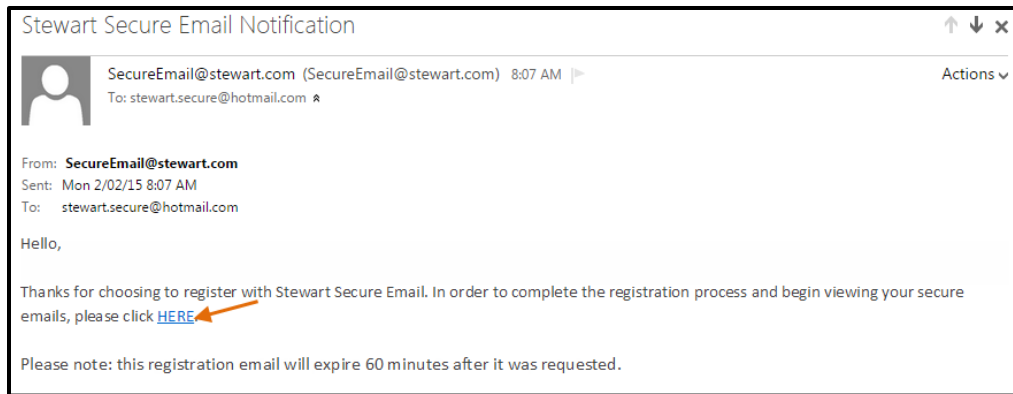 Stewart Secure Email Notification
SecureEmail@stewart.com (SecureEmail@stewart.com) 8:07 AM
Actions
To: stewart.secure@hotmail.com
From: SecureEmail@stewart.com
Sent: Mon 2/02/15 8:07 AM
To: stewart.secure@hotmail.com
Hello,
Thanks for choosing to register with Stewart Secure Email. In order to complete the registration process and begin viewing your secure
emails, please click HERE.
Please note: this registration email will expire 60 minutes after it was requested.